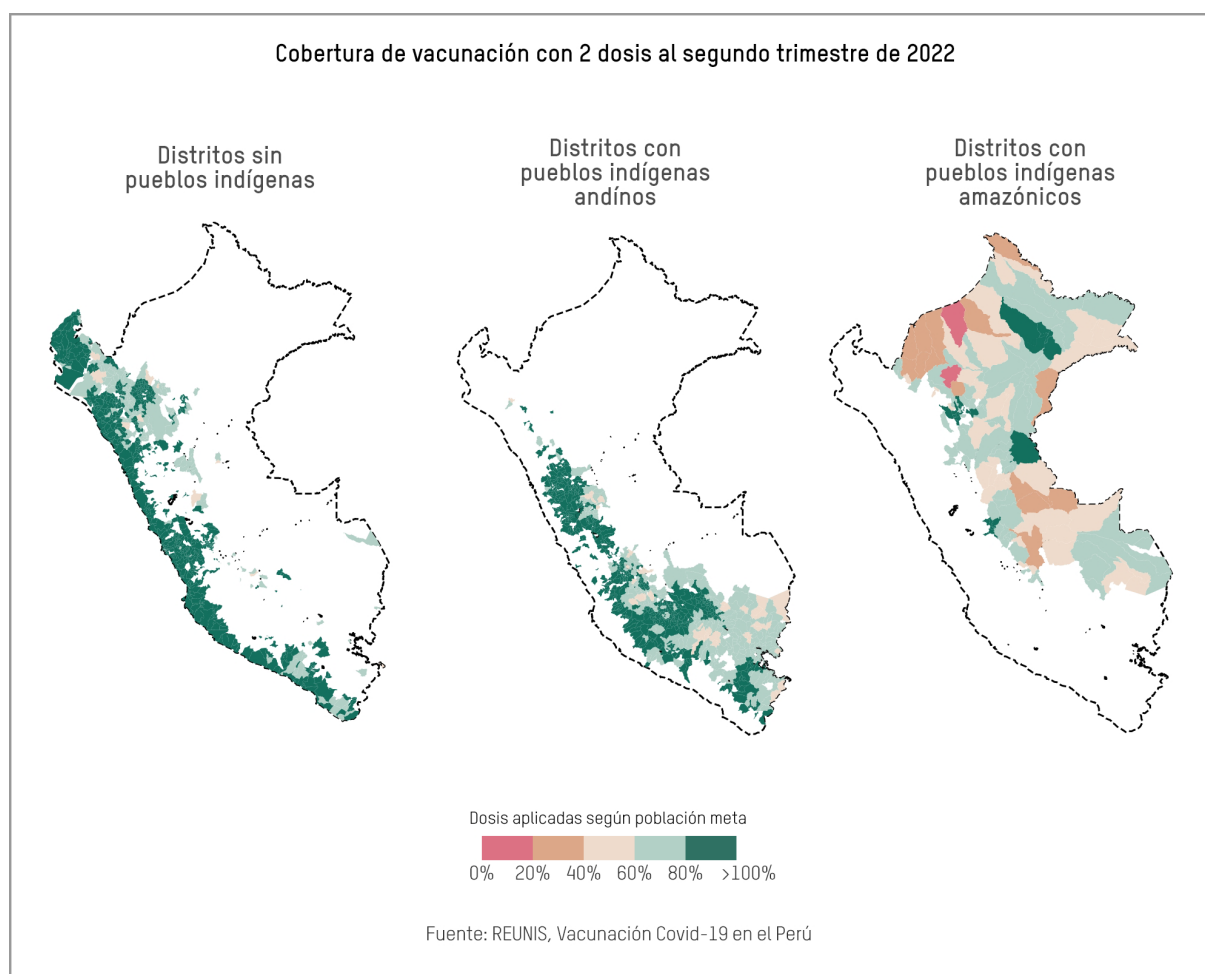 Cobertura de vacunación con 2 dosis al segundo trimestre de 2022
Distritos sin
pueblos indígenas
Distritos con
pueblos indígenas
andínos
Distritos con
pueblos indígenas
amazónicos
Dosis aplicadas según población meta
0% 20% 40% 60% 80% >100%
Fuente: REUNIS, Vacunación Covid-19 en el Perú